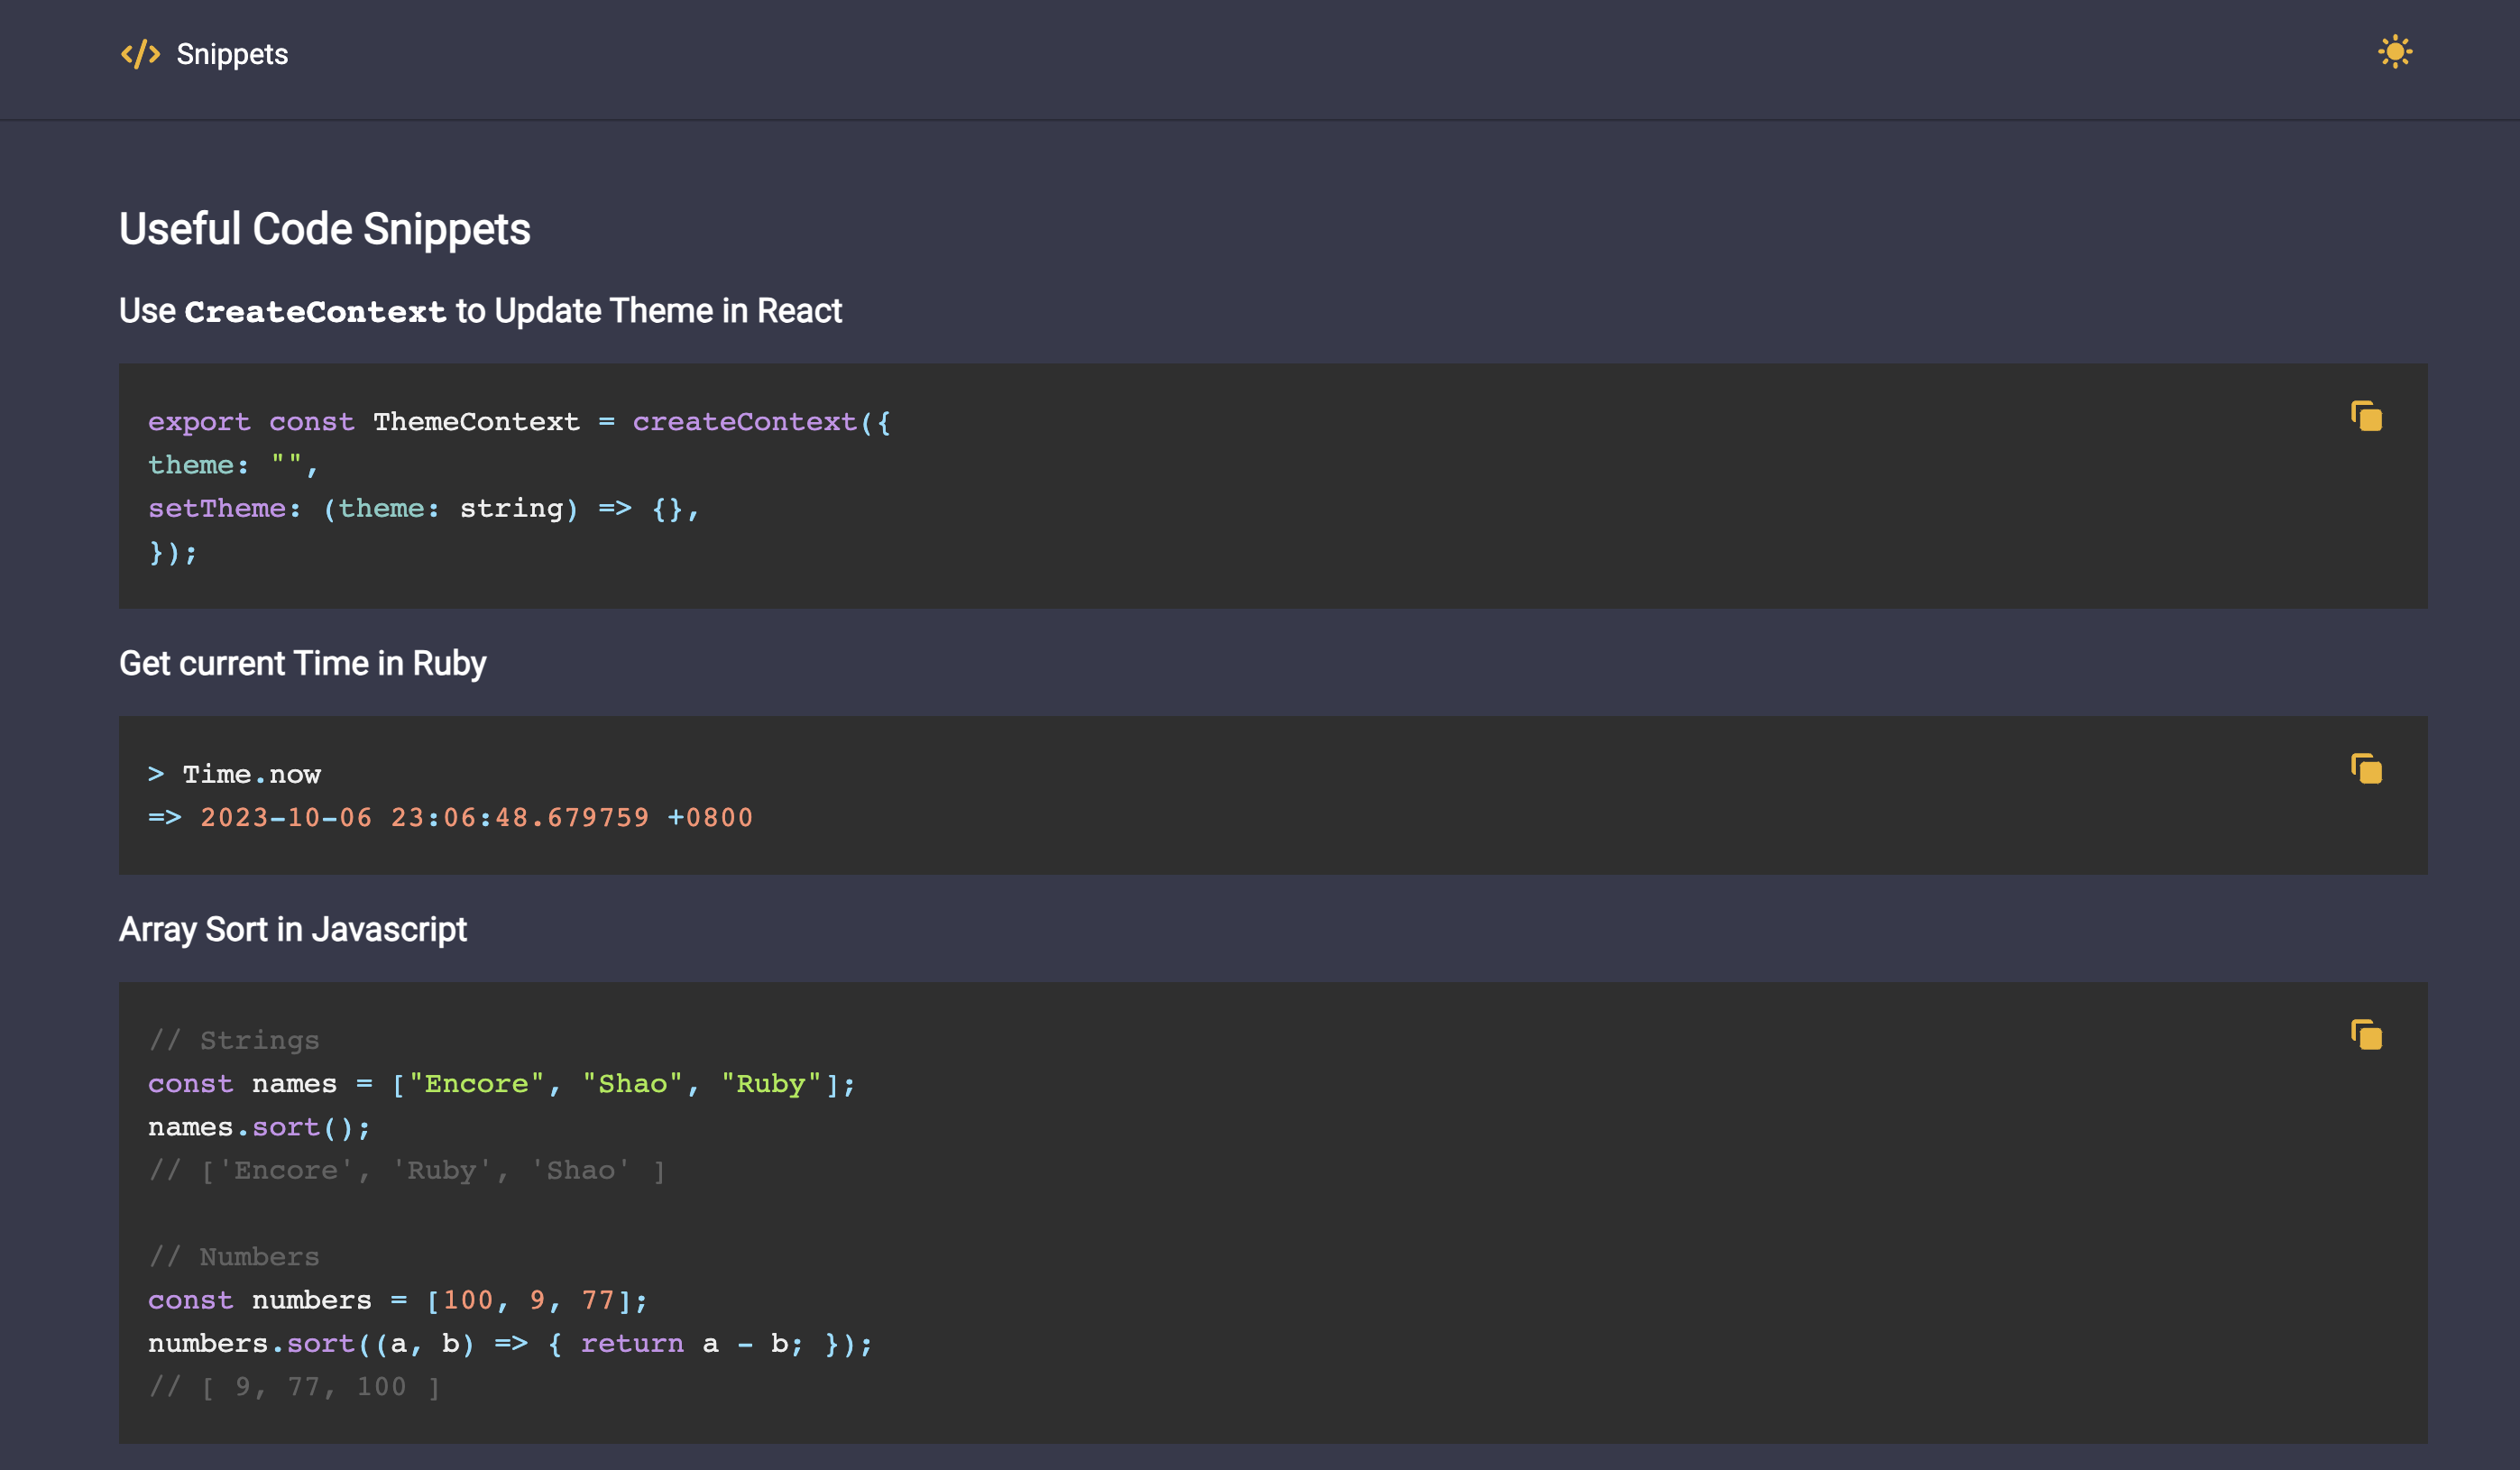 Snippets
Useful Code Snippets
Use CreateContext to Update Theme in React
export const ThemeContext = createContext({
theme: "",
setTheme: (theme: string) => {},
});
Get current Time in Ruby
> Time.now
=> 2023-10-06 23:06:48.679759 +0800
Array Sort in Javascript
// Strings
const names = ["Encore", "Shao", "Ruby"];
names.sort();
// ['Encore', 'Ruby', 'Shao' ]
// Numbers
const numbers = [100, 9, 77];
numbers.sort((a, b) => { return a - b; });
// [ 9, 77, 100 ]